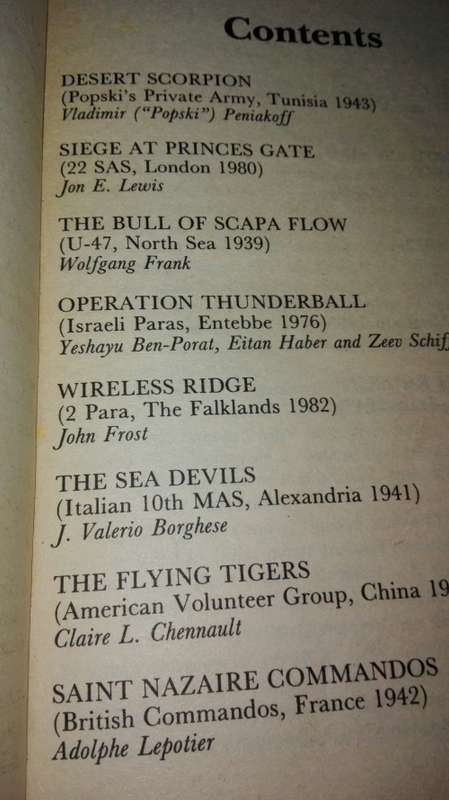 Contents
DESERT SCORPION
(Popski's Private Army, Tunisia 1943)
Vladimir ("Popski") Peniakoff
SIEGE AT PRINCES GATE
(22 SAS, London 1980)
Jon E. Lewis
THE BULL OF SCAPA FLOW
(U-47, North Sea 1939)
Wolfgang Frank
OPERATION THUNDERBALL
(Israeli Paras, Entebbe 1976)
Yeshayu Ben-Porat, Eitan Haber and Zeev Schif
WIRELESS RIDGE
(2 Para, The Falklands 1982)
John Frost
THE SEA DEVILS
(Italian 10th MAS, Alexandria 1941)
J. Valerio Borghese
THE FLYING TIGERS
(American Volunteer Group, China 19
Claire L. Chennault
SAINT NAZAIRE COMMANDOS
(British Commandos, France 1942)
Adolphe Lepotier